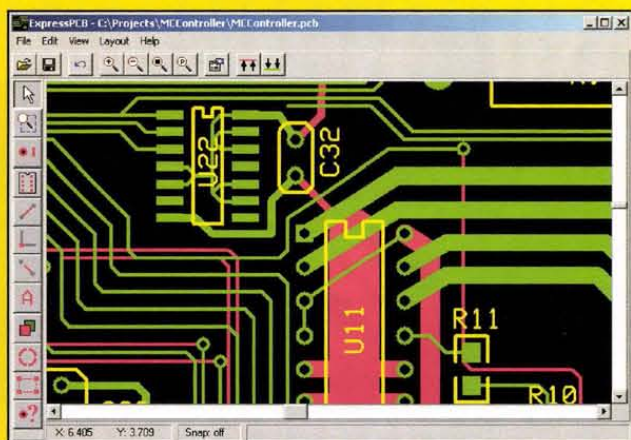 ExpressPCB - C:\Projects\MCController\MCController.pcb
File Edit View Layout Help
U22
C32
U11
R11
R10
X: 6.405 Y: 3.709 Snap: off